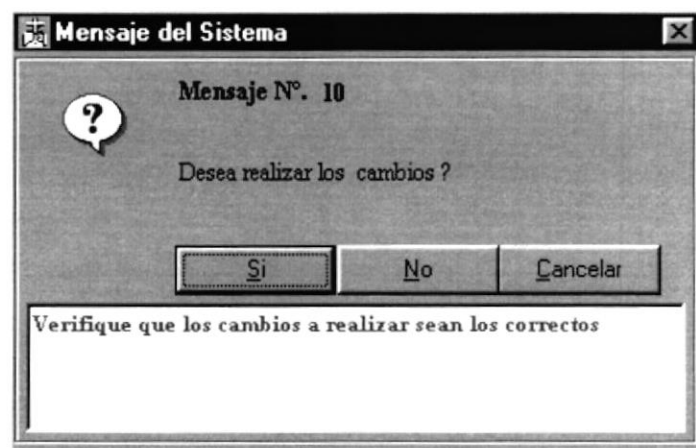 Mensaje del Sistema
Mensaje Nº. 10
Desea realizar los cambios ?
Si
No
Cancelar
Verifique que los cambios a realizar sean los correctos